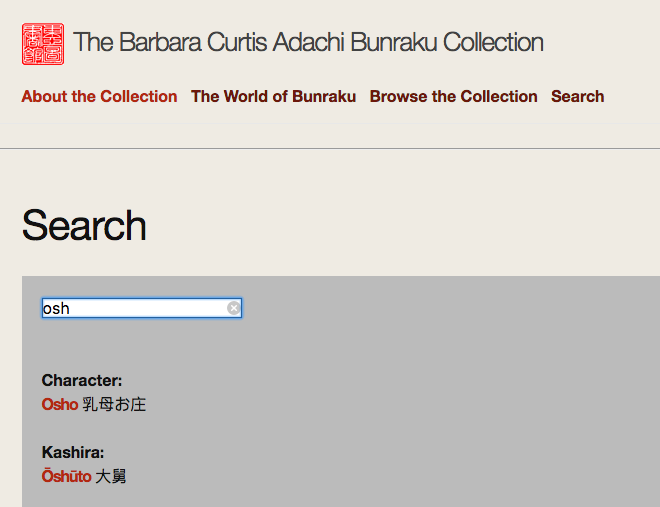 The Barbara Curtis Adachi Bunraku Collection
About the Collection The World of Bunraku Browse the Collection Search
Search
osh
Character:
Osho 乳母お庄
Kashira:
Ōshūto 大舅